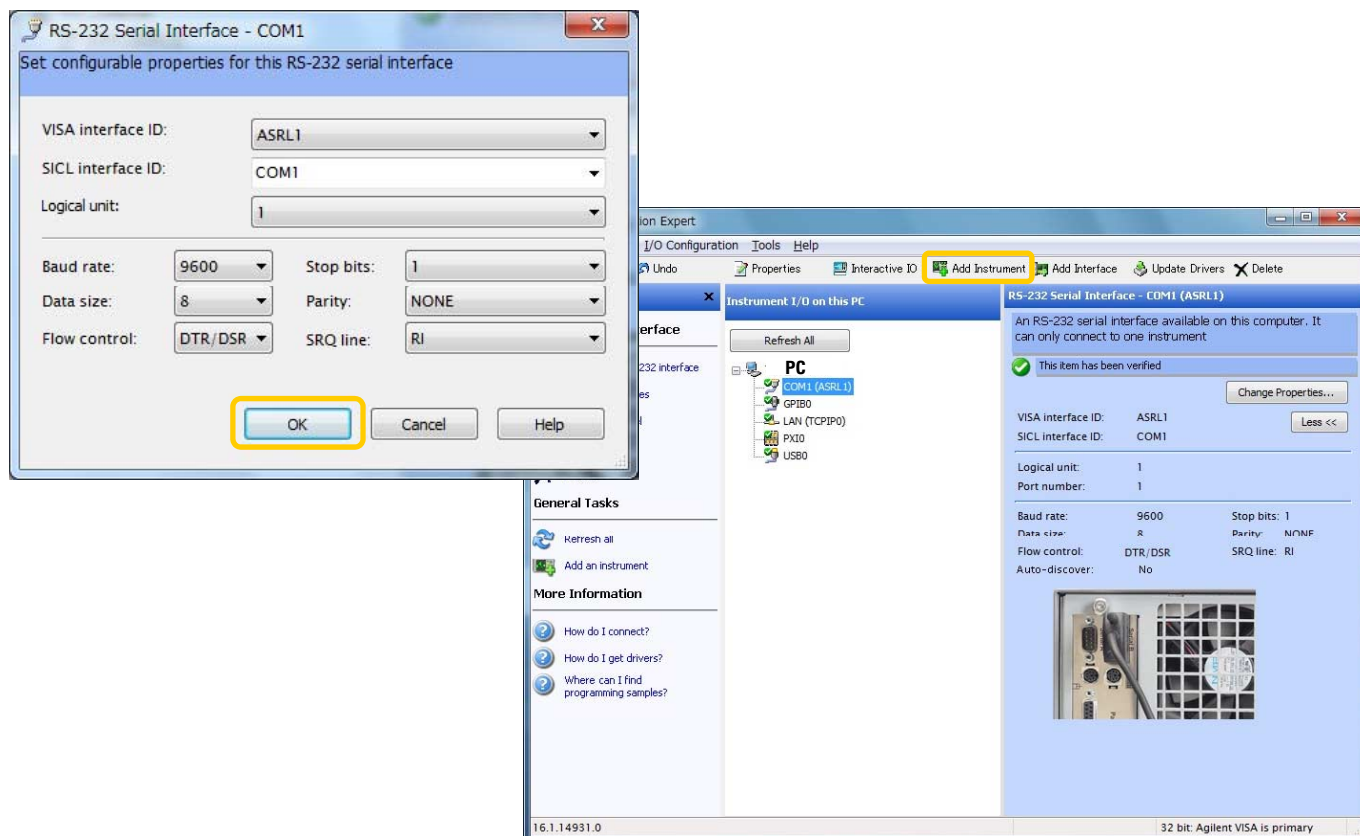 RS-232 Serial Interface - COM1
Set configurable properties for this RS-232 serial interface
VISA interface ID: ASRL1
SICL interface ID: COM1
Logical unit: 1
Baud rate: 9600 Stop bits: 1
Data size: 8 Parity: NONE
Flow control: DTR/DSR SRQ line: RI
OK Cancel Help
ion Expert
I/O Configuration Tools Help
Undo Properties Interactive IO Add Instrument Add Interface Update Drivers Delete
erface
232 interface
es
General Tasks
Refresh all
Add an instrument
More Information
How do I connect?
How do I get drivers?
Where can I find
programming samples?
Instrument I/O on this PC
Refresh All
PC
COM1 (ASRL1)
GPIB0
LAN (TCPIP0)
PXI0
USB0
RS-232 Serial Interface - COM1 (ASRL1)
An RS-232 serial interface available on this computer. It
can only connect to one instrument
This item has been verified
Change Properties...
VISA interface ID: ASRL1 Less <<
SICL interface ID: COM1
Logical unit: 1
Port number: 1
Baud rate: 9600 Stop bits: 1
Data size: 8 Parity: NONE
Flow control: DTR/DSR SRQ line: RI
Auto-discover: No
16.1.14931.0 32 bit: Agilent VISA is primary